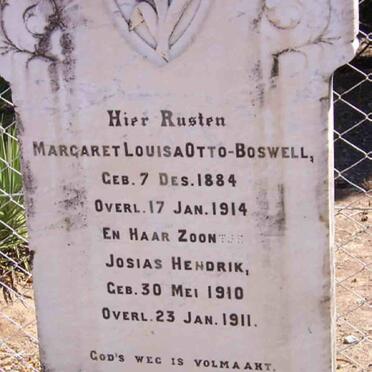 Hier Rusten
MARGARET LOUISA OTTO-BOSWELL,
GEB. 7 DES. 1884
OVERL. 17 JAN. 1914
EN HAAR ZOONTJE
JOSIAS HENDRIK,
GEB. 30 MEI 1910
OVERL. 23 JAN. 1911.
GOD'S WEG IS VOLMAAKT.